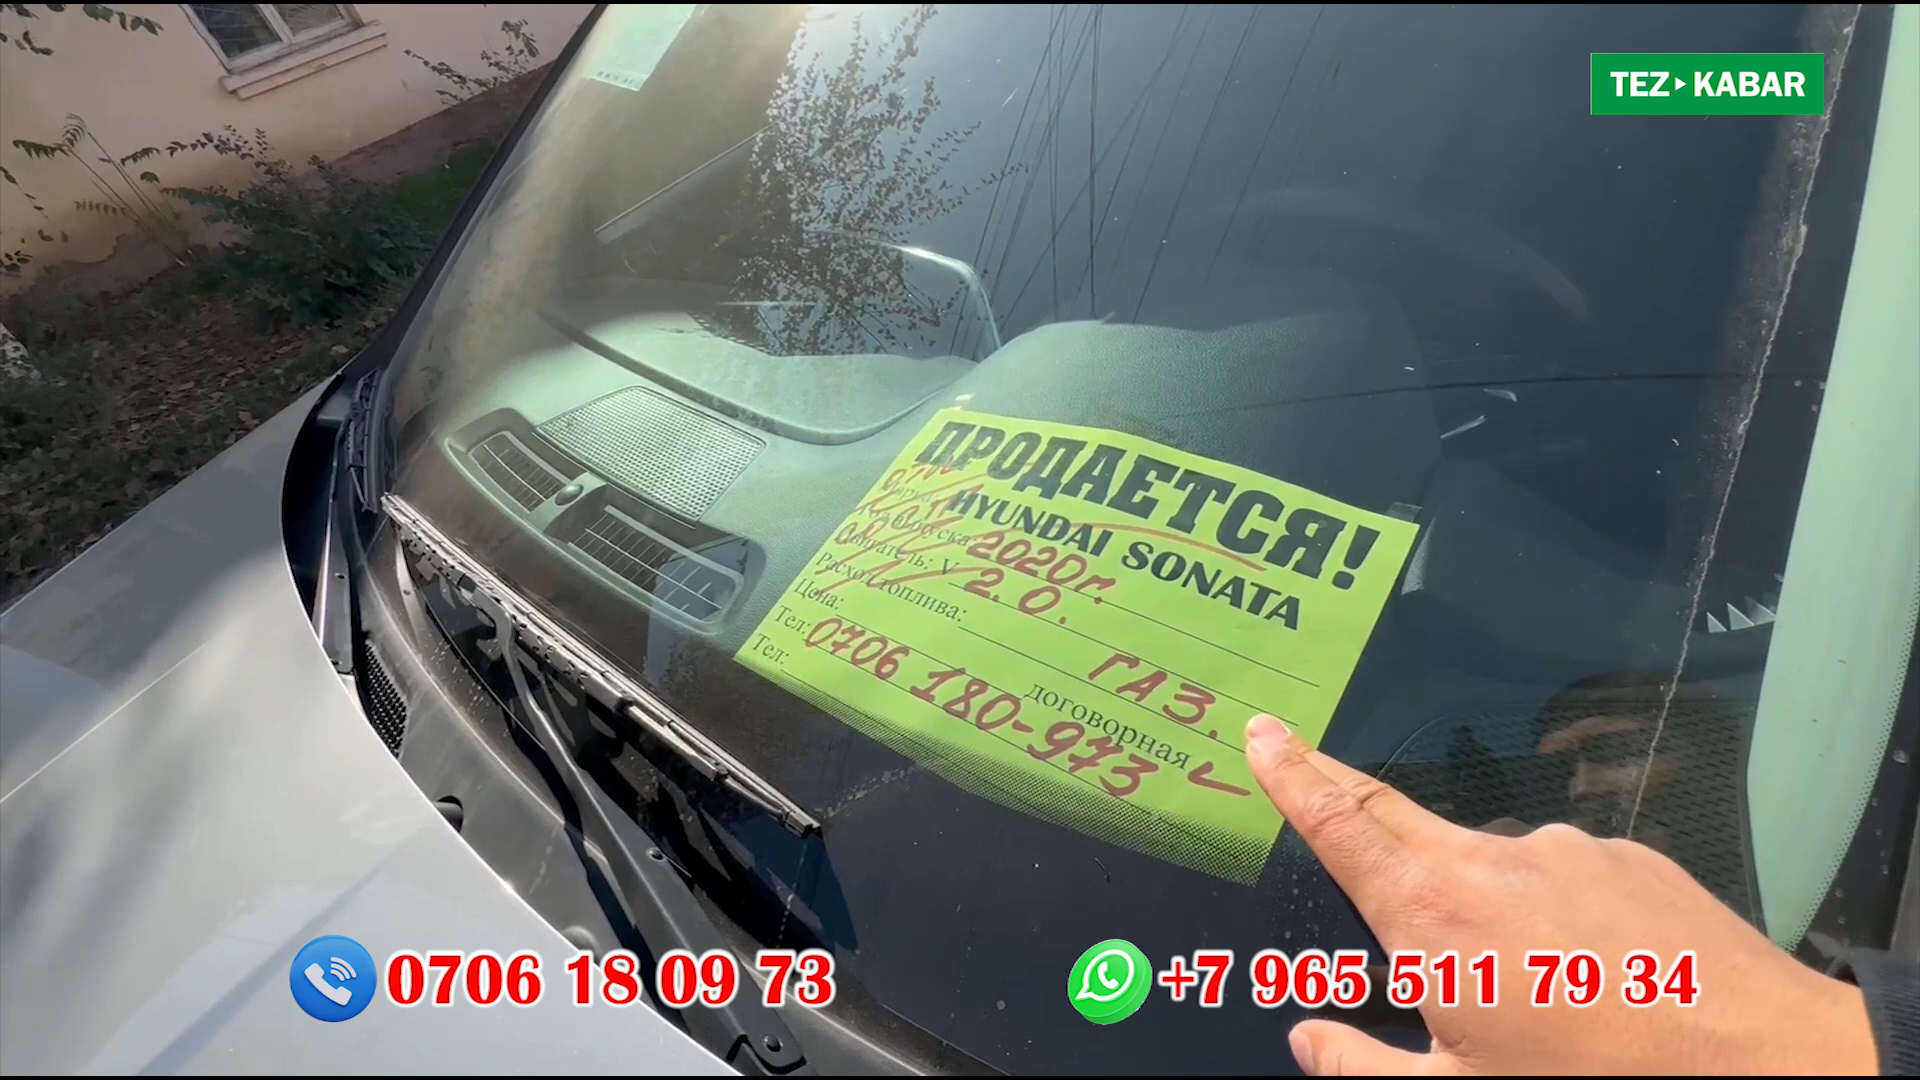 TEZ KABAR
ПРОДАЕТСЯ!
HYUNDAI SONATA
выпуска: 2020г.
Двигатель: V 2.0.
Расход топлива: ГАЗ.
Цена: договорная
Тел: 0706 180-973
Тел:
0706 18 09 73
+7 965 511 79 34